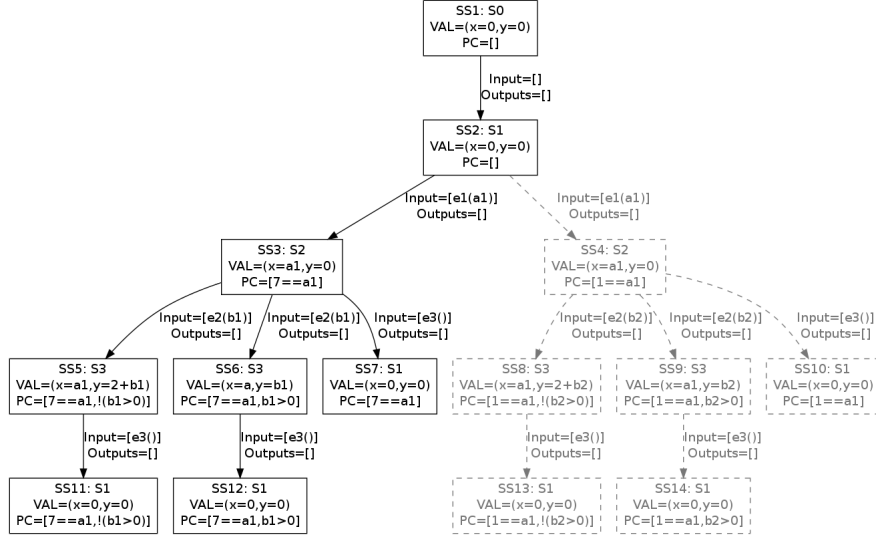 SS1: S0
VAL=(x=0,y=0)
PC=[]
Input=[]
Outputs=[]
SS2: S1
VAL=(x=0,y=0)
PC=[]
Input=[e1(a1)]
Outputs=[]
Input=[e1(a1)]
Outputs=[]
SS3: S2
VAL=(x=a1,y=0)
PC=[7==a1]
SS4: S2
VAL=(x=a1,y=0)
PC=[1==a1]
Input=[e2(b1)]
Outputs=[]
Input=[e2(b1)]
Outputs=[]
Input=[e3()]
Outputs=[]
Input=[e2(b2)]
Outputs=[]
Input=[e2(b2)]
Outputs=[]
Input=[e3()]
Outputs=[]
SS5: S3
VAL=(x=a1,y=2+b1)
PC=[7==a1,!(b1>0)]
SS6: S3
VAL=(x=a,y=b1)
PC=[7==a1,b1>0]
SS7: S1
VAL=(x=0,y=0)
PC=[7==a1]
SS8: S3
VAL=(x=a1,y=2+b2)
PC=[1==a1,!(b2>0)]
SS9: S3
VAL=(x=a1,y=b2)
PC=[1==a1,b2>0]
SS10: S1
VAL=(x=0,y=0)
PC=[1==a1]
Input=[e3()]
Outputs=[]
Input=[e3()]
Outputs=[]
Input=[e3()]
Outputs=[]
Input=[e3()]
Outputs=[]
SS11: S1
VAL=(x=0,y=0)
PC=[7==a1,!(b1>0)]
SS12: S1
VAL=(x=0,y=0)
PC=[7==a1,b1>0]
SS13: S1
VAL=(x=0,y=0)
PC=[1==a1,!(b2>0)]
SS14: S1
VAL=(x=0,y=0)
PC=[1==a1,b2>0]